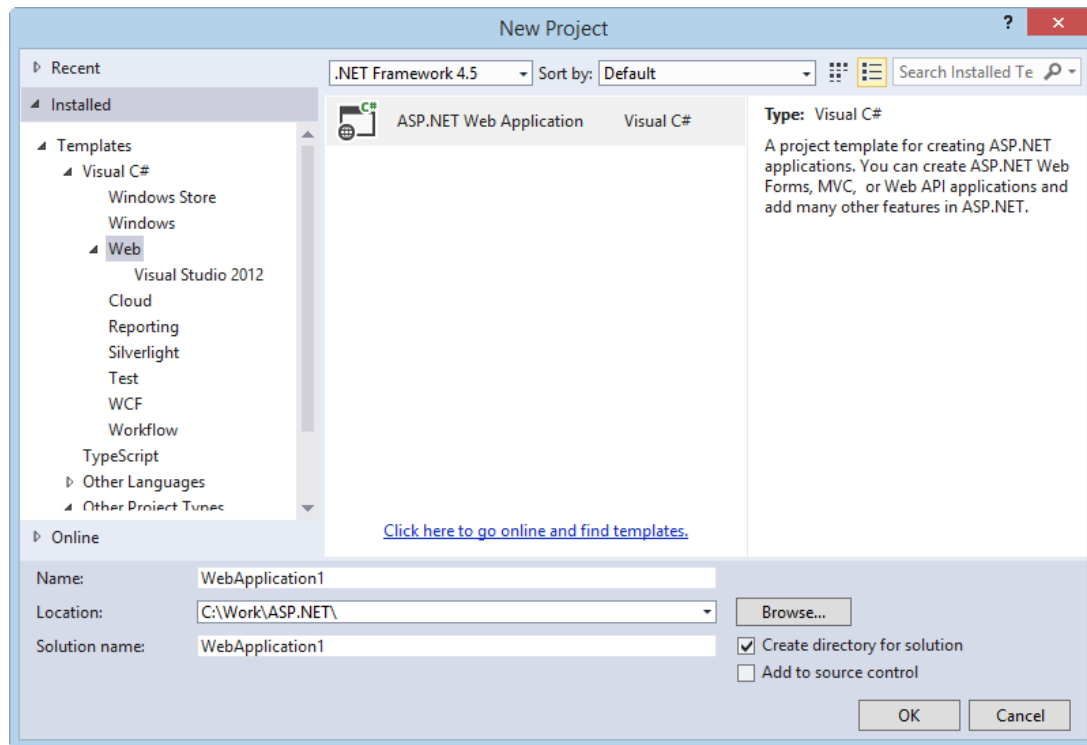 New Project
?
Recent
.NET Framework 4.5
Sort by:
Default
Search Installed Te
Installed
Templates
Visual C#
Windows Store
Windows
Web
Visual Studio 2012
Cloud
Reporting
Silverlight
Test
WCF
Workflow
TypeScript
Other Languages
Other Project Types
Online
C#
ASP.NET Web Application Visual C#
Click here to go online and find templates.
Type: Visual C#
A project template for creating ASP.NET
applications. You can create ASP.NET Web
Forms, MVC, or Web API applications and
add many other features in ASP.NET.
Name: WebApplication1
Location: C:\Work\ASP.NET\
Browse...
Solution name: WebApplication1
Create directory for solution
Add to source control
OK Cancel